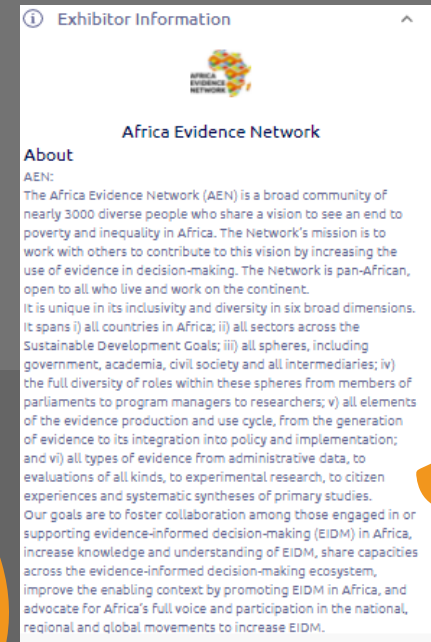 Exhibitor Information
AFRICA
EVIDENCE
NETWORK
Africa Evidence Network
About
AEN:
The Africa Evidence Network (AEN) is a broad community of
nearly 3000 diverse people who share a vision to see an end to
poverty and inequality in Africa. The Network's mission is to
work with others to contribute to this vision by increasing the
use of evidence in decision-making. The Network is pan-African,
open to all who live and work on the continent.
It is unique in its inclusivity and diversity in six broad dimensions.
It spans i) all countries in Africa; ii) all sectors across the
Sustainable Development Goals; iii) all spheres, including
government, academia, civil society and all intermediaries; iv)
the full diversity of roles within these spheres from members of
parliaments to program managers to researchers; v) all elements
of the evidence production and use cycle, from the generation
of evidence to its integration into policy and implementation;
and vi) all types of evidence from administrative data, to
evaluations of all kinds, to experimental research, to citizen
experiences and systematic syntheses of primary studies.
Our goals are to foster collaboration among those engaged in or
supporting evidence-informed decision-making (EIDM) in Africa,
increase knowledge and understanding of EIDM, share capacities
across the evidence-informed decision-making ecosystem,
improve the enabling context by promoting EIDM in Africa, and
advocate for Africa's full voice and participation in the national,
regional and global movements to increase EIDM.